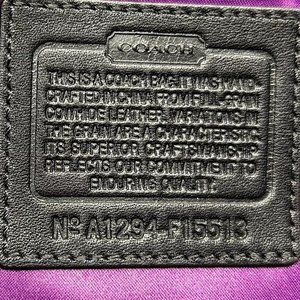 COACH
THIS IS A COACH BAG. IT WAS HAND
CRAFTED IN CHINA FROM FULL GRAIN
COWHIDE LEATHER. VARIATIONS IN
THE GRAIN ARE A CHARACTERISTIC.
ITS SUPERIOR CRAFTSMANSHIP
REFLECTS OUR COMMITMENT TO
ENDURING QUALITY.
Nº A1294-F15513